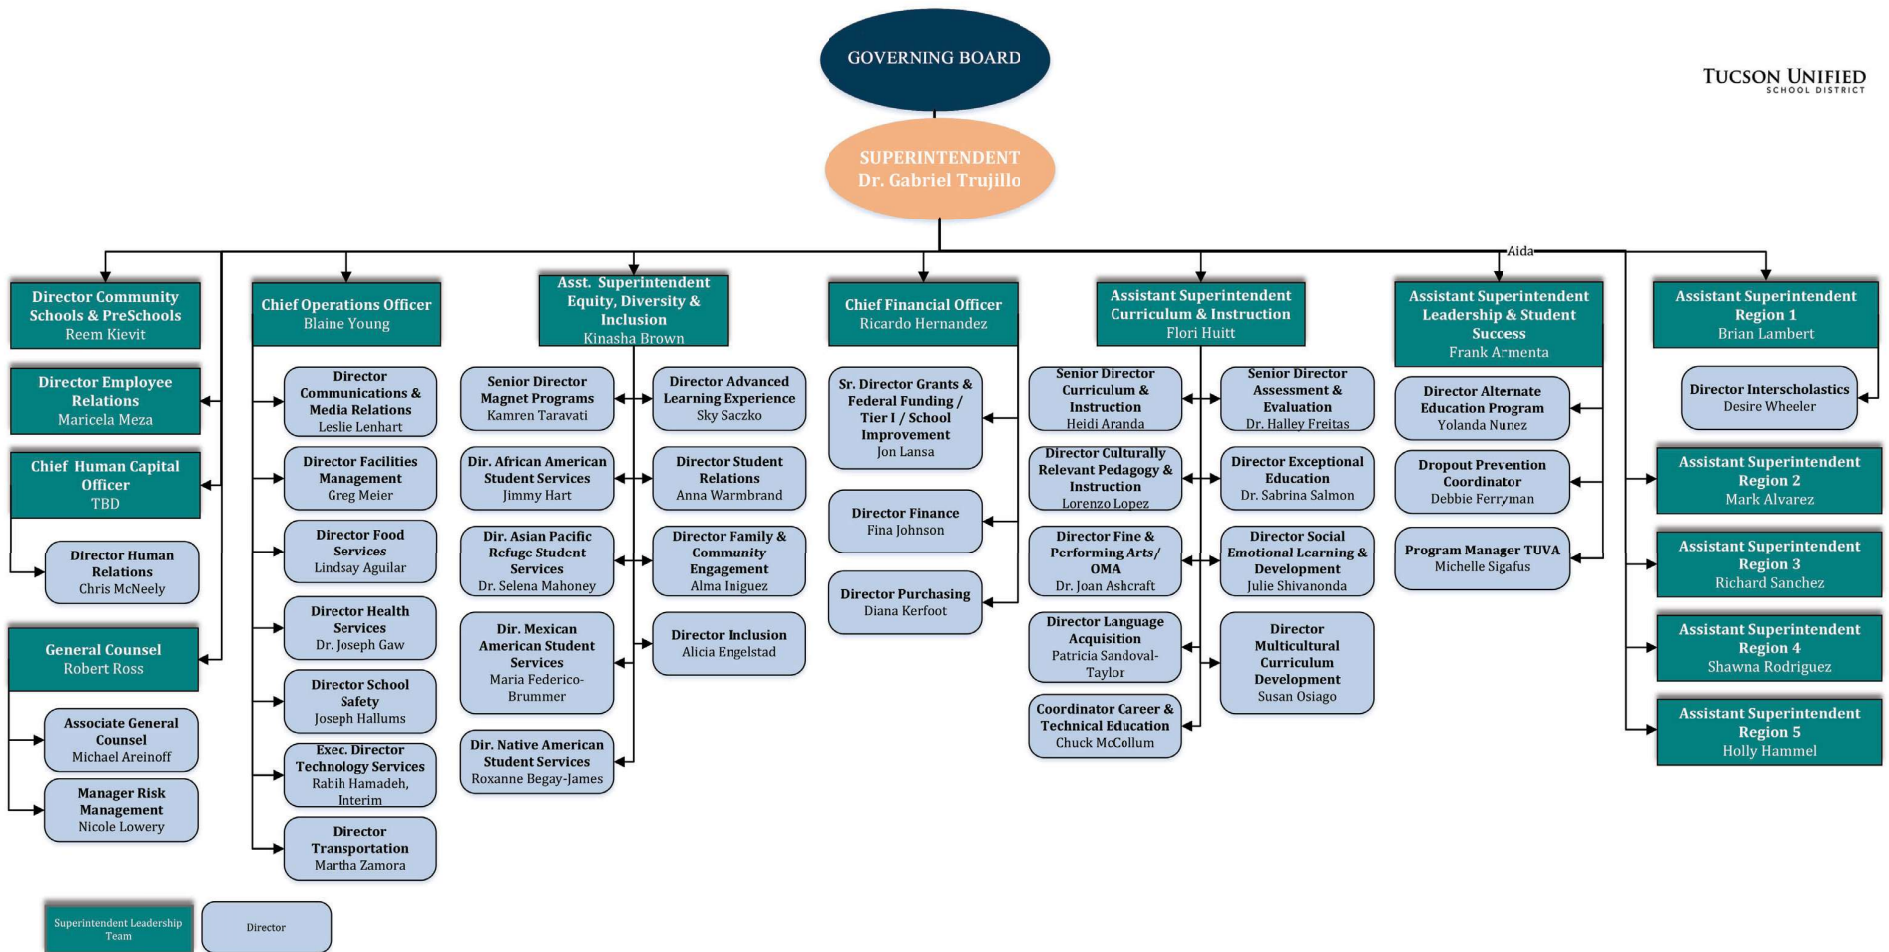 GOVERNING BOARD
TUCSON UNIFIED
SCHOOL DISTRICT
SUPERINTENDENT
Dr. Gabriel Trujillo
Aida
Director Community
Schools & PreSchools
Reem Kievit
Director Employee
Relations
Maricela Meza
Chief Human Capital
Officer
TBD
Director Human
Relations
Chris McNeely
General Counsel
Robert Ross
Associate General
Counsel
Michael Areinoff
Manager Risk
Management
Nicole Lowery
Chief Operations Officer
Blaine Young
Director
Communications &
Media Relations
Leslie Lenhart
Director Facilities
Management
Greg Meier
Director Food
Services
Lindsay Aguilar
Director Health
Services
Dr. Joseph Gaw
Director School
Safety
Joseph Hallums
Exec. Director
Technology Services
Rabih Hamadeh,
Interim
Director
Transportation
Martha Zamora
Asst. Superintendent
Equity, Diversity &
Inclusion
Kinasha Brown
Senior Director
Magnet Programs
Kamren Taravati
Dir. African American
Student Services
Jimmy Hart
Dir. Asian Pacific
Refuge Student
Services
Dr. Selena Mahoney
Dir. Mexican
American Student
Services
Maria Federico-
Brummer
Dir. Native American
Student Services
Roxanne Begay-James
Director Advanced
Learning Experience
Sky Saczko
Director Student
Relations
Anna Warmbrand
Director Family &
Community
Engagement
Alma Iniguez
Director Inclusion
Alicia Engelstad
Chief Financial Officer
Ricardo Hernandez
Sr. Director Grants &
Federal Funding /
Tier I / School
Improvement
Jon Lansa
Director Finance
Fina Johnson
Director Purchasing
Diana Kerfoot
Assistant Superintendent
Curriculum & Instruction
Flori Huitt
Senior Director
Curriculum &
Instruction
Heidi Aranda
Director Culturally
Relevant Pedagogy &
Instruction
Lorenzo Lopez
Director Fine &
Performing Arts/
OMA
Dr. Joan Ashcraft
Director Language
Acquisition
Patricia Sandoval-
Taylor
Coordinator Career &
Technical Education
Chuck McCollum
Senior Director
Assessment &
Evaluation
Dr. Halley Freitas
Director Exceptional
Education
Dr. Sabrina Salmon
Director Social
Emotional Learning &
Development
Julie Shivanonda
Director
Multicultural
Curriculum
Development
Susan Osiago
Assistant Superintendent
Leadership & Student
Success
Frank Armenta
Director Alternate
Education Program
Yolanda Nunez
Dropout Prevention
Coordinator
Debbie Ferryman
Program Manager TUVA
Michelle Sigafus
Assistant Superintendent
Region 1
Brian Lambert
Director Interscholastics
Desire Wheeler
Assistant Superintendent
Region 2
Mark Alvarez
Assistant Superintendent
Region 3
Richard Sanchez
Assistant Superintendent
Region 4
Shawna Rodriguez
Assistant Superintendent
Region 5
Holly Hammel
Superintendent Leadership
Team
Director